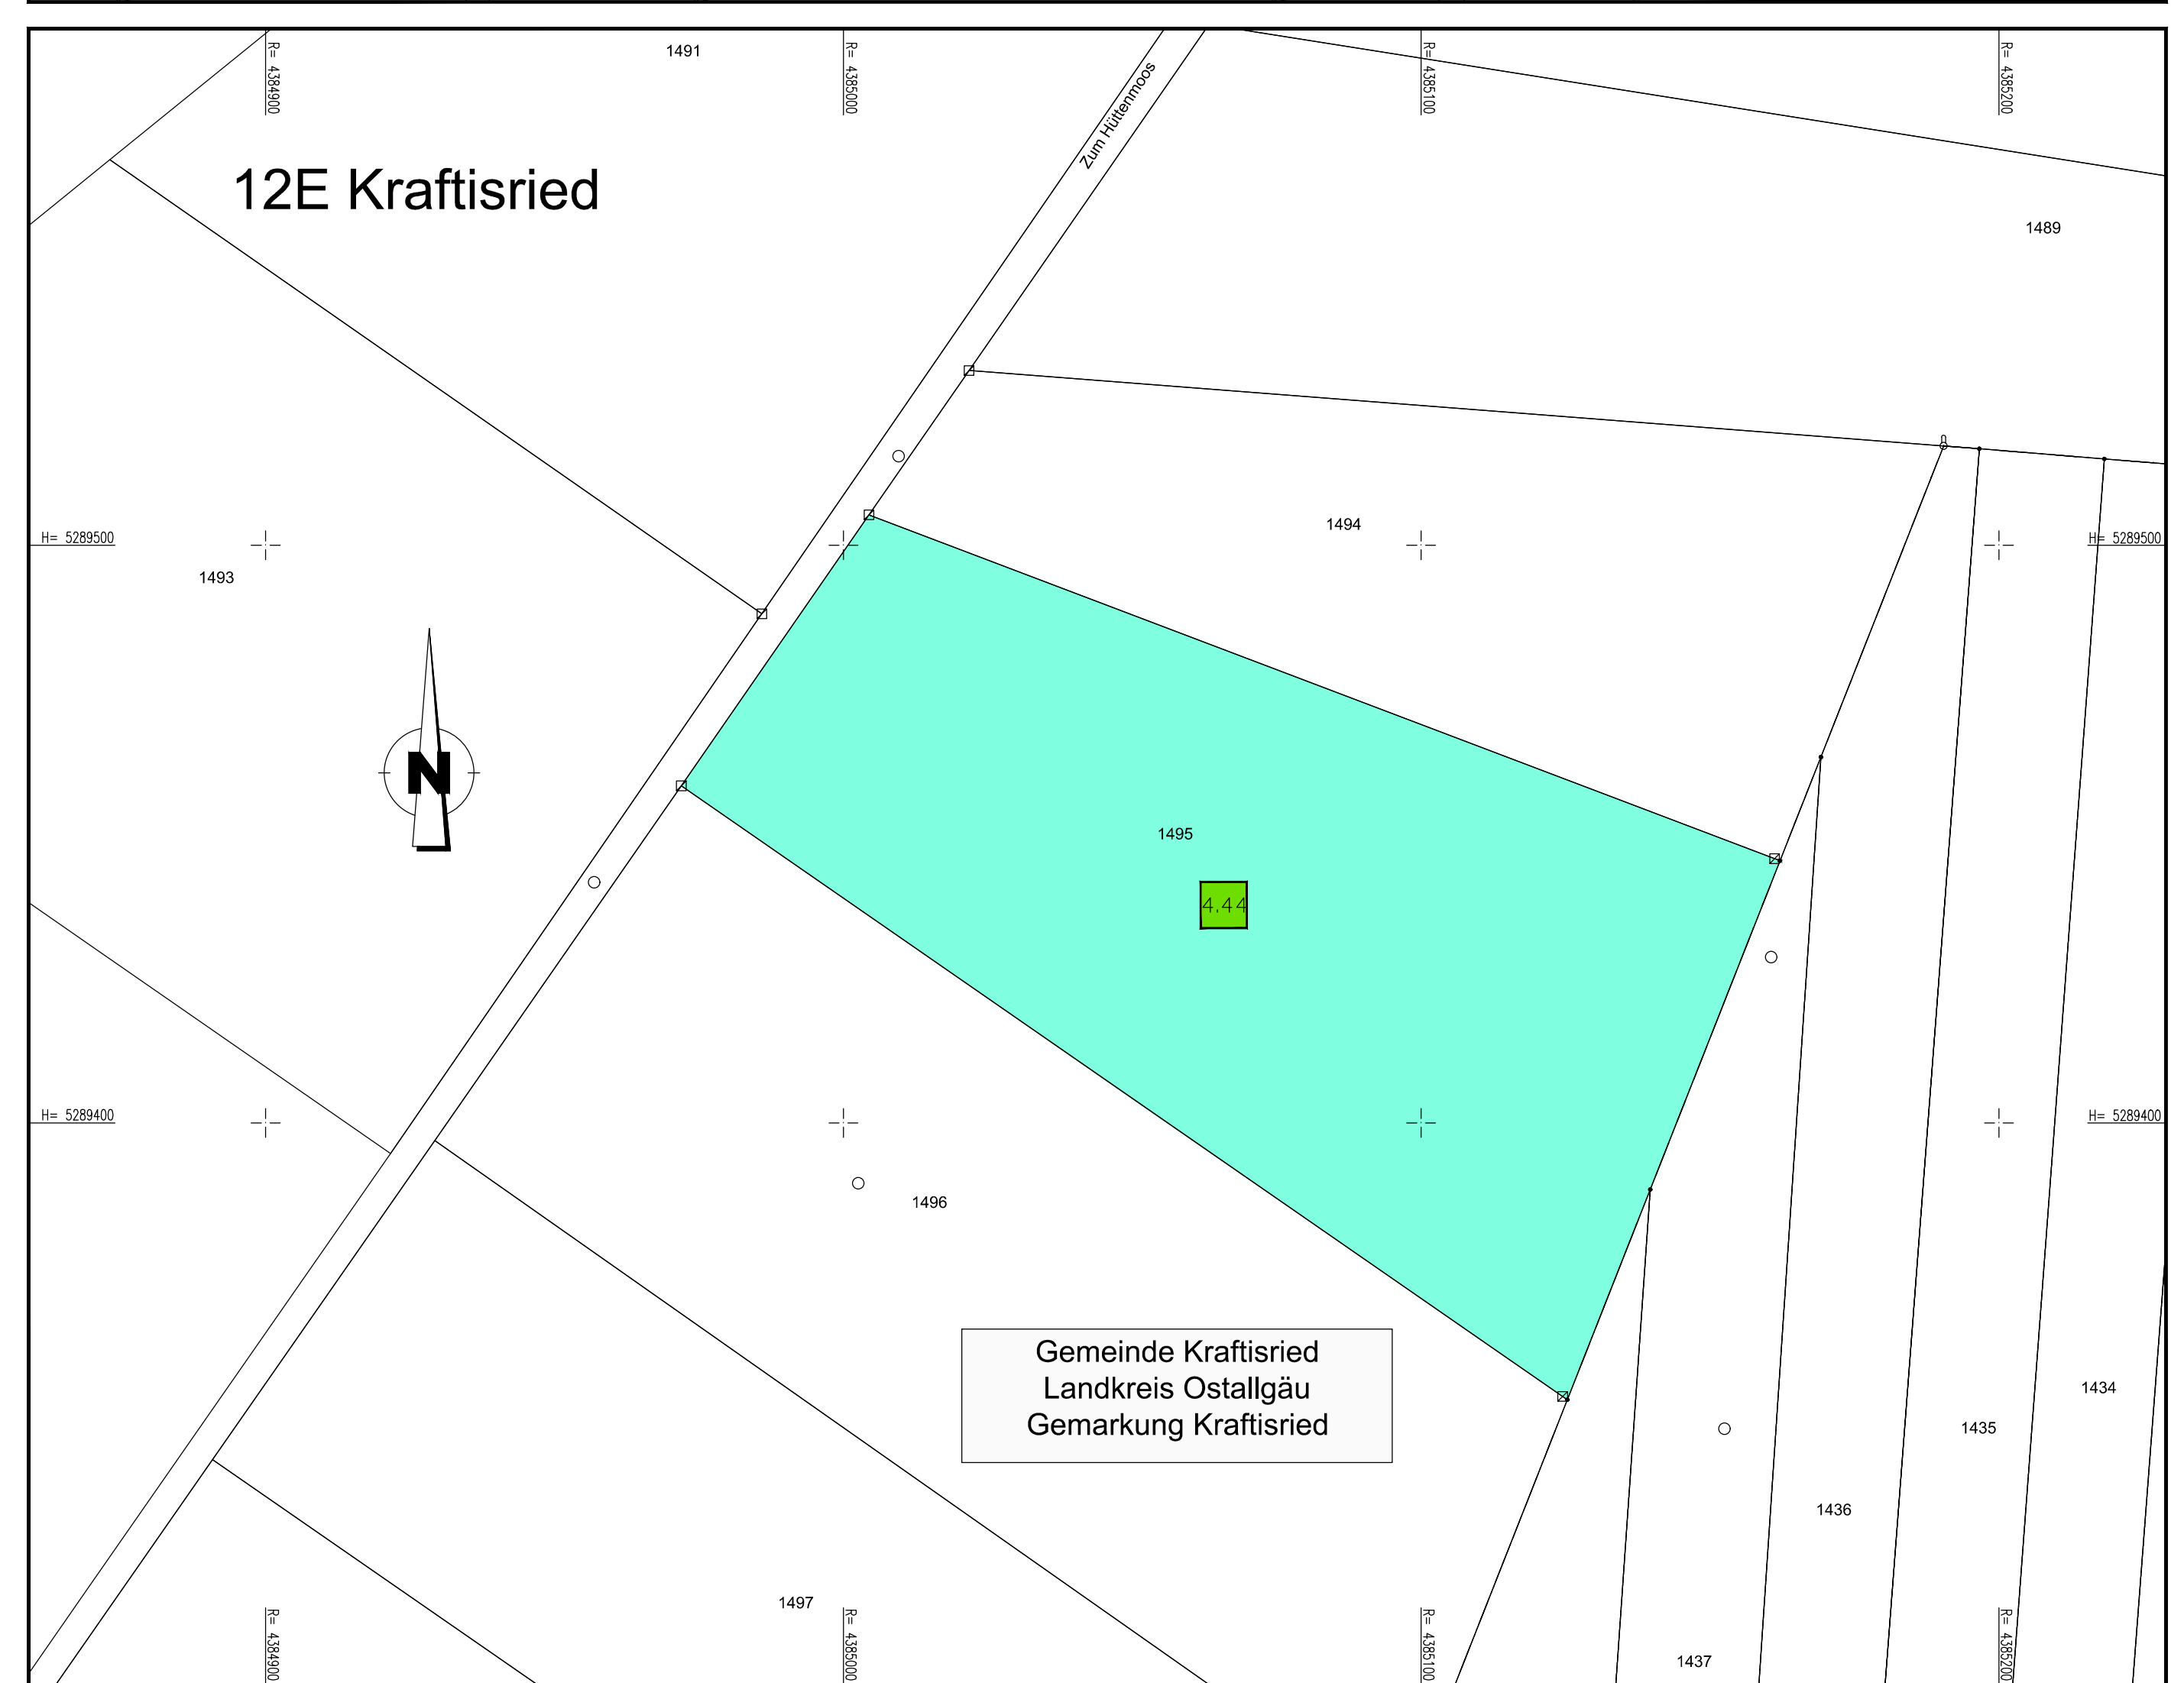 R= 4384900
1491
R= 4385000
Zum Hüttenmoos
R= 4385100
R= 4385200
12E Kraftisried
1489
H= 5289500
1494
H= 5289500
1493
N
1495
4.44
H= 5289400
H= 5289400
1496
Gemeinde Kraftisried
Landkreis Ostallgäu
Gemarkung Kraftisried
1434
1435
1436
1497
R= 4384900
R= 4385000
R= 4385100
1437
R= 4385200